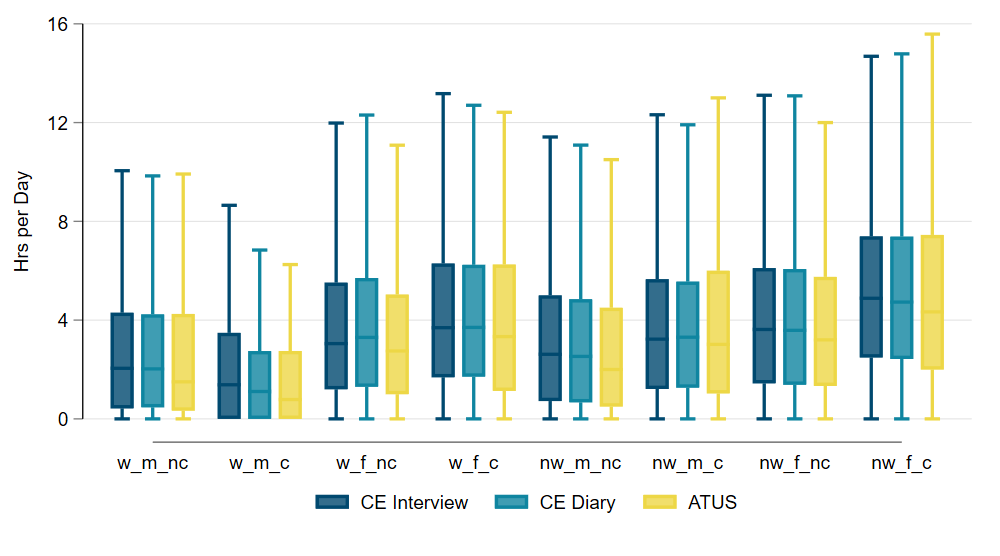 16
12
8
4
0
Hrs per Day
w_m_nc w_m_c w_f_nc w_f_c nw_m_nc nw_m_c nw_f_nc nw_f_c
CE Interview CE Diary ATUS